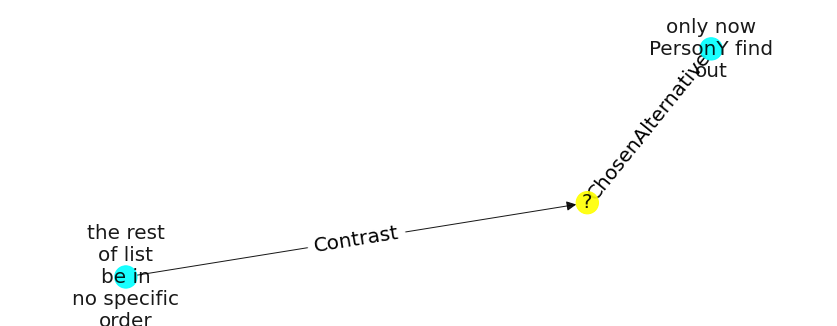 only now
PersonY find
out
ChosenAlternative
?
Contrast
the rest
of list
be in
no specific
order